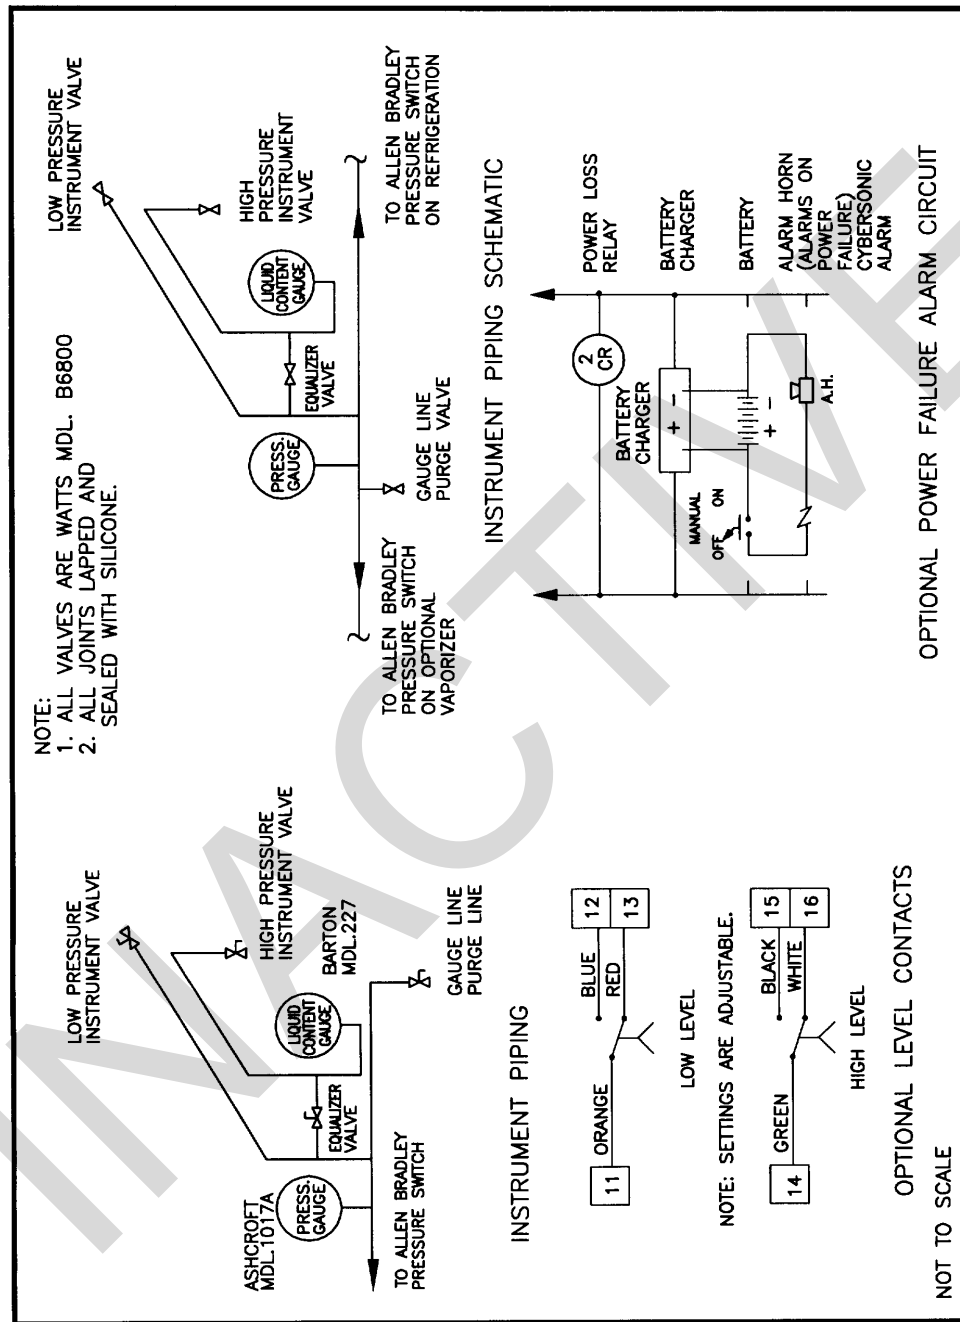 LOW PRESSURE
INSTRUMENT VALVE
HIGH PRESSURE
INSTRUMENT VALVE
BARTON
MDL.227
LIQUID
CONTENT
GAUGE
EQUALIZER
VALVE
ASHCROFT
MDL.1017A
PRESS.
GAUGE
TO ALLEN BRADLEY
PRESSURE SWITCH
GAUGE LINE
PURGE LINE
INSTRUMENT PIPING
11
ORANGE
BLUE
RED
12
13
LOW LEVEL
NOTE: SETTINGS ARE ADJUSTABLE.
14
GREEN
BLACK
WHITE
15
16
HIGH LEVEL
OPTIONAL LEVEL CONTACTS
NOT TO SCALE
NOTE:
1. ALL VALVES ARE WATTS MDL. B6800
2. ALL JOINTS LAPPED AND
SEALED WITH SILICONE.
LOW PRESSURE
INSTRUMENT VALVE
HIGH
PRESSURE
INSTRUMENT
VALVE
LIQUID
CONTENT
GAUGE
EQUALIZER
VALVE
PRESS.
GAUGE
GAUGE LINE
PURGE VALVE
TO ALLEN BRADLEY
PRESSURE SWITCH
ON OPTIONAL
VAPORIZER
TO ALLEN BRADLEY
PRESSURE SWITCH
ON REFRIGERATION
INSTRUMENT PIPING SCHEMATIC
2
CR
POWER LOSS
RELAY
BATTERY
CHARGER
+ -
BATTERY
CHARGER
MANUAL
OFF ON
+ -
BATTERY
A.H.
ALARM HORN
(ALARMS ON
POWER
FAILURE)
CYBERSONIC
ALARM
OPTIONAL POWER FAILURE ALARM CIRCUIT
INACTIVE